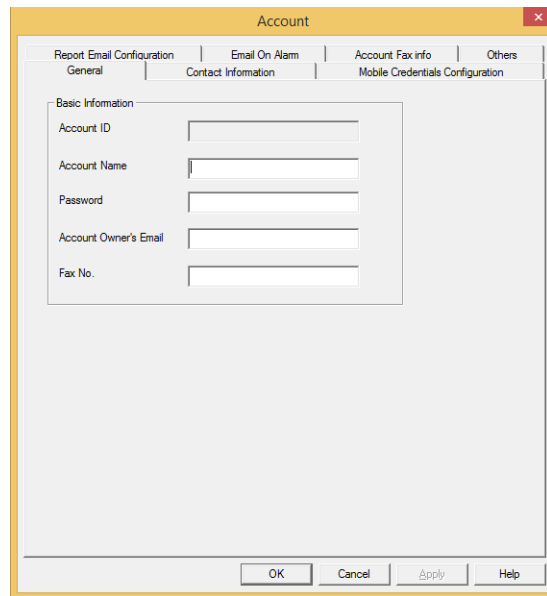 Account
x
Report Email Configuration Email On Alarm Account Fax info Others
General Contact Information Mobile Credentials Configuration
Basic Information
Account ID
Account Name
Password
Account Owner's Email
Fax No.
OK Cancel Apply Help